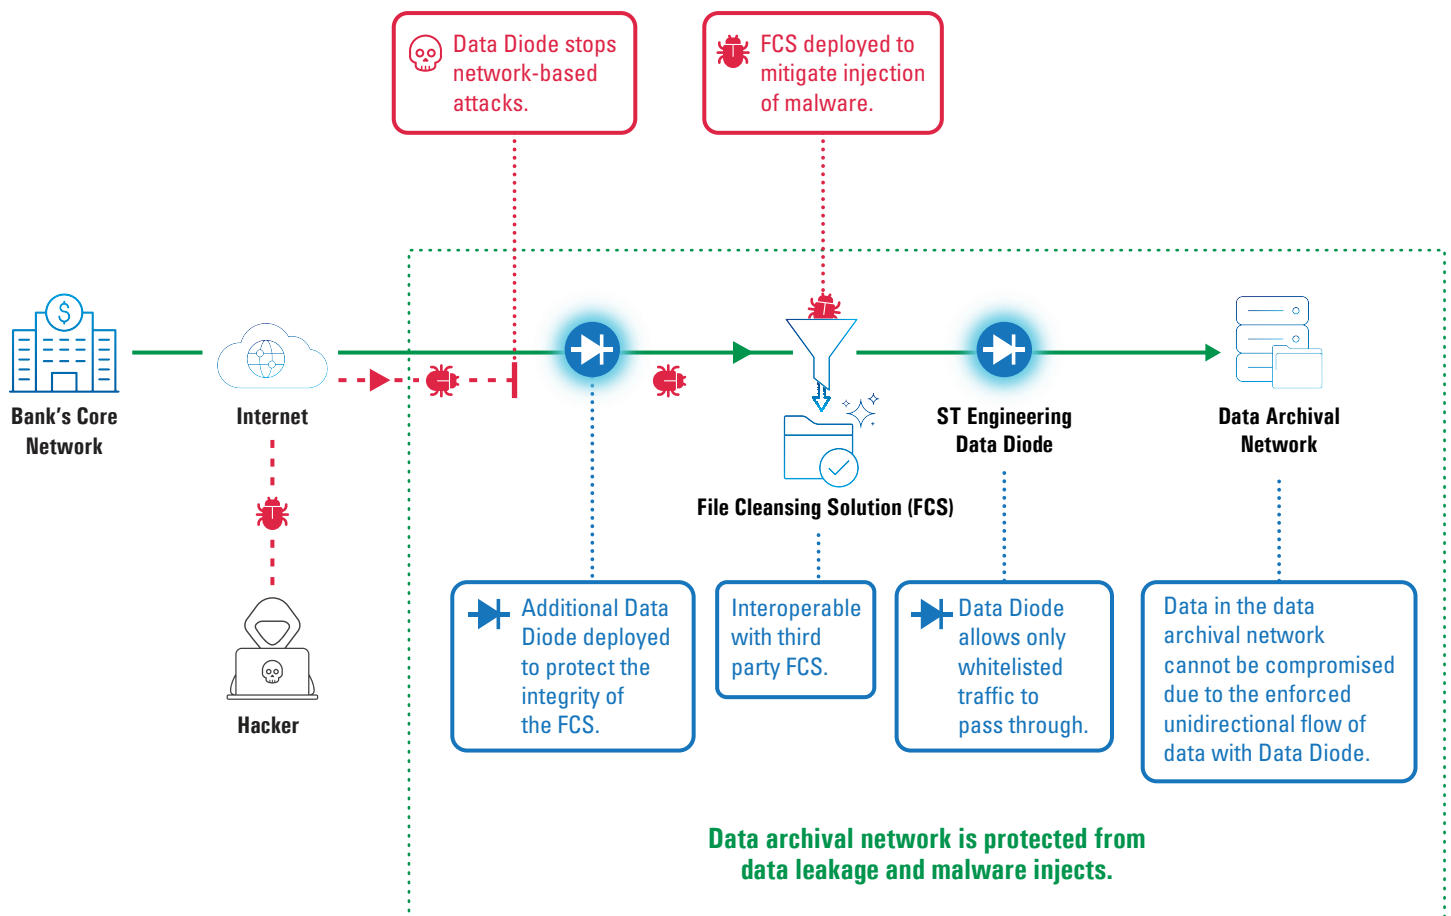 Data Diode stops
network-based
attacks.
FCS deployed to
mitigate injection
of malware.
$
Bank's Core
Network
Internet
Hacker
File Cleansing Solution (FCS)
ST Engineering
Data Diode
Data Archival
Network
Additional Data
Diode deployed
to protect the
integrity of
the FCS.
Interoperable
with third
party FCS.
Data Diode
allows only
whitelisted
traffic to
pass through.
Data in the data
archival network
cannot be compromised
due to the enforced
unidirectional flow of
data with Data Diode.
Data archival network is protected from
data leakage and malware injects.